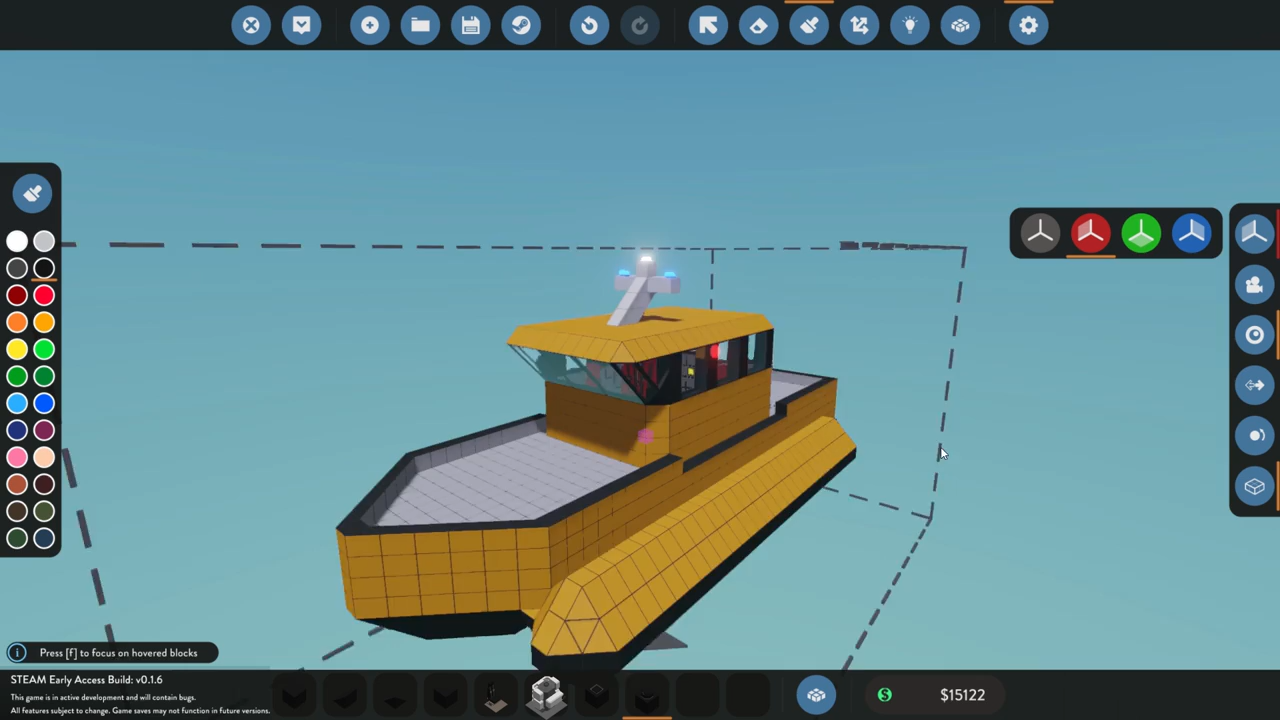 Press [f] to focus on hovered blocks
STEAM Early Access Build: v0.1.6
This game is in active development and will contain bugs.
All features subject to change. Game saves may not function in future versions.
$ $15122